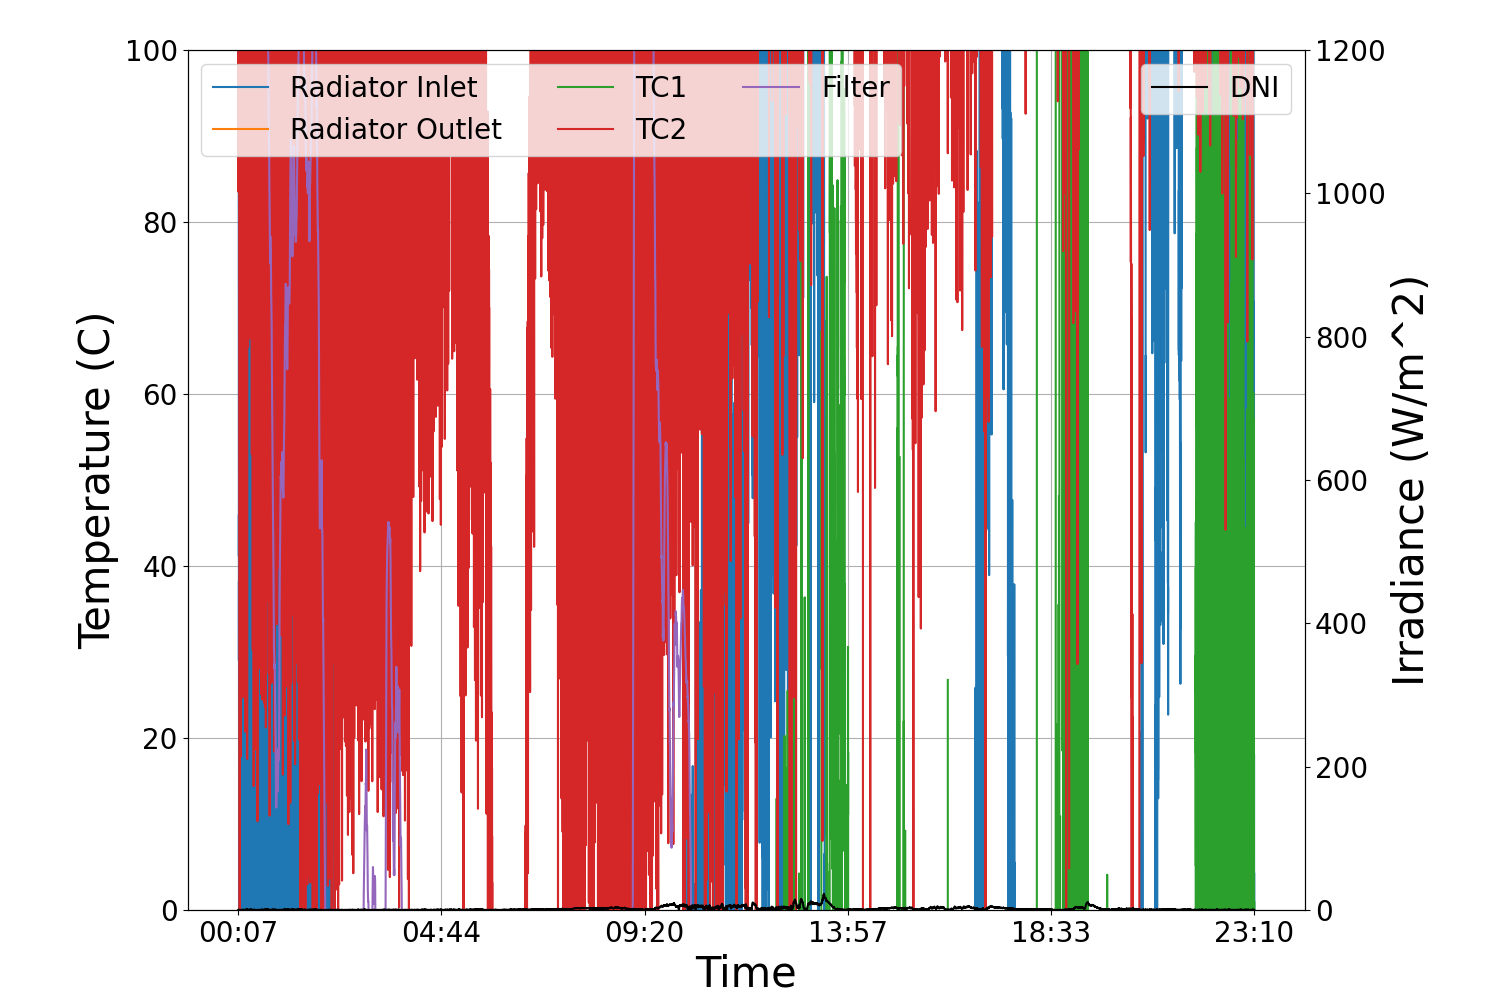 100
80
60
40
20
0
Temperature (C)
Radiator Inlet
Radiator Outlet
TC1
TC2
Filter
DNI
1200
1000
800
600
400
200
0
Irradiance (W/m^2)
00:07 04:44 09:20 13:57 18:33 23:10
Time